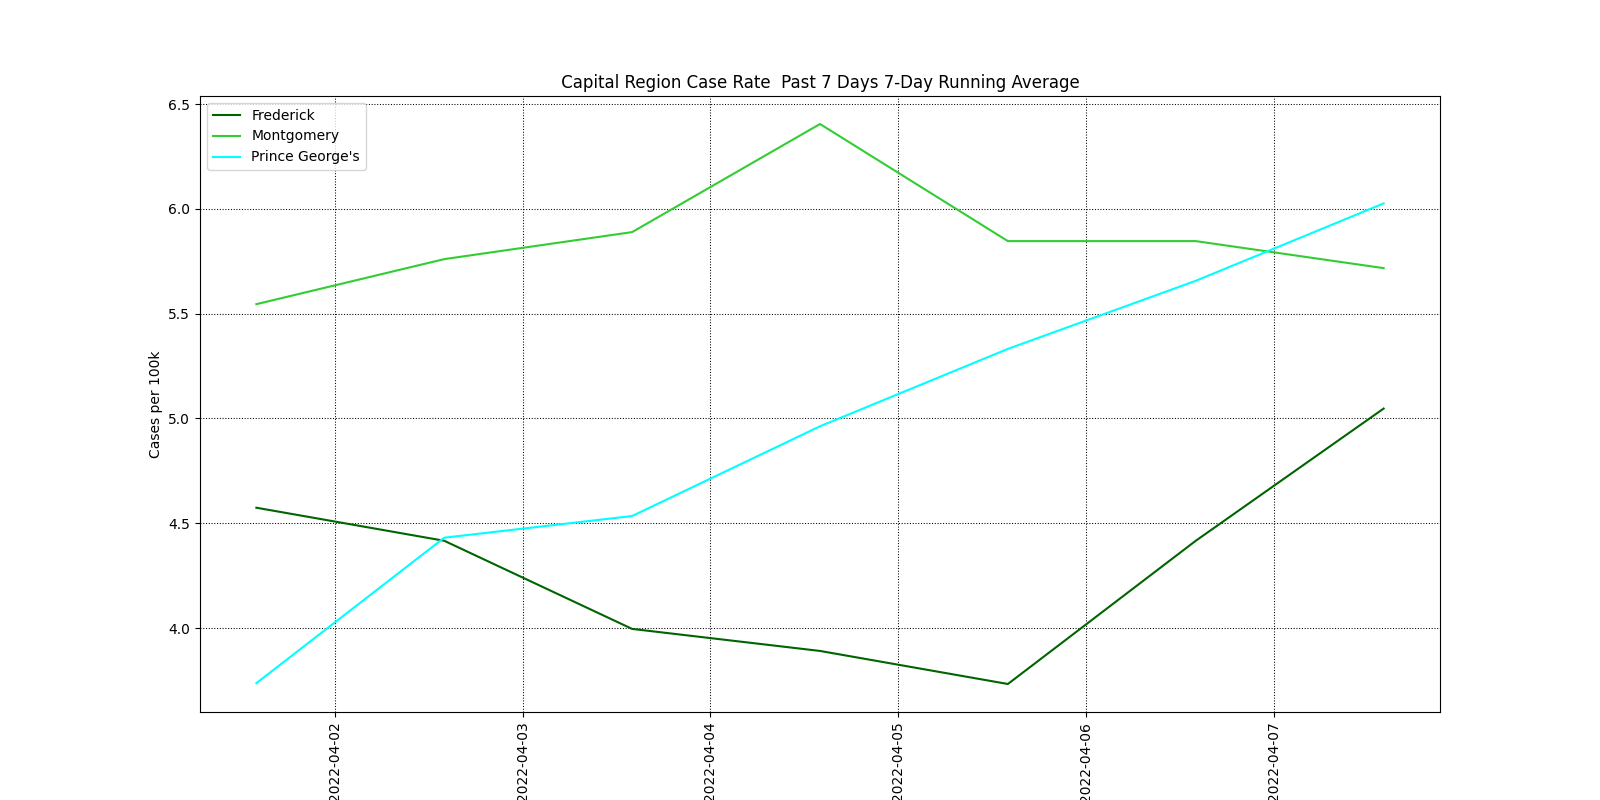 Capital Region Case Rate  Past 7 Days 7-Day Running Average
Frederick
Montgomery
Prince George's
Cases per 100k
6.5
6.0
5.5
5.0
4.5
4.0
2022-04-02
2022-04-03
2022-04-04
2022-04-05
2022-04-06
2022-04-07